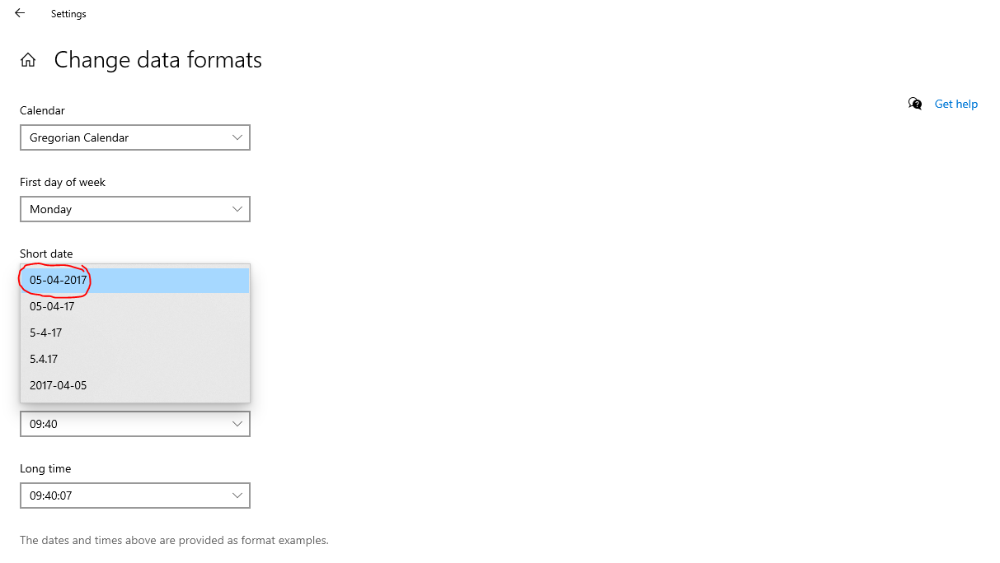 Settings
Change data formats
Get help
Calendar
Gregorian Calendar
First day of week
Monday
Short date
05-04-2017
05-04-17
5-4-17
5.4.17
2017-04-05
09:40
Long time
09:40:07
The dates and times above are provided as format examples.